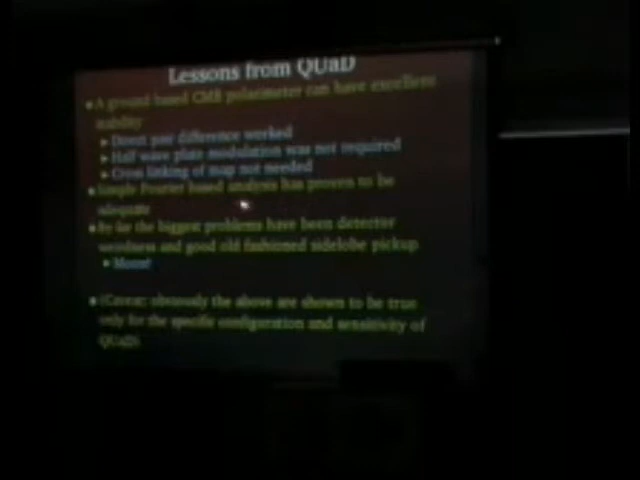 Lessons from QUaD
A ground based CMB polarimeter can have excellent
stability
Direct pair difference worked
Half wave plate modulation was not required
Cross linking of map not needed
Simple Fourier based analysis has proven to be
adequate
By far the biggest problems have been detector
weirdness and good old fashioned sidelobe pickup
Moon!
(Caveat: obviously the above are shown to be true
only for the specific configuration and sensitivity of
QUaD)